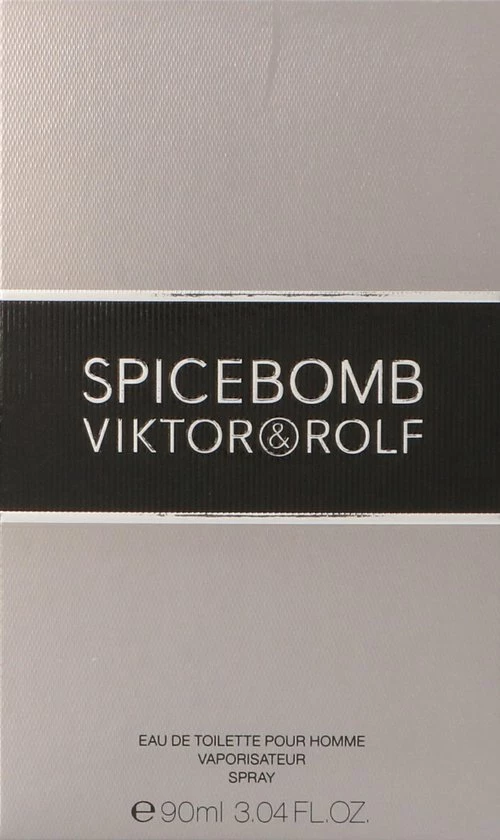 SPICEBOMB
VIKTOR&ROLF
EAU DE TOILETTE POUR HOMME
VAPORISATEUR
SPRAY
℮90ml 3.04 FL.OZ.